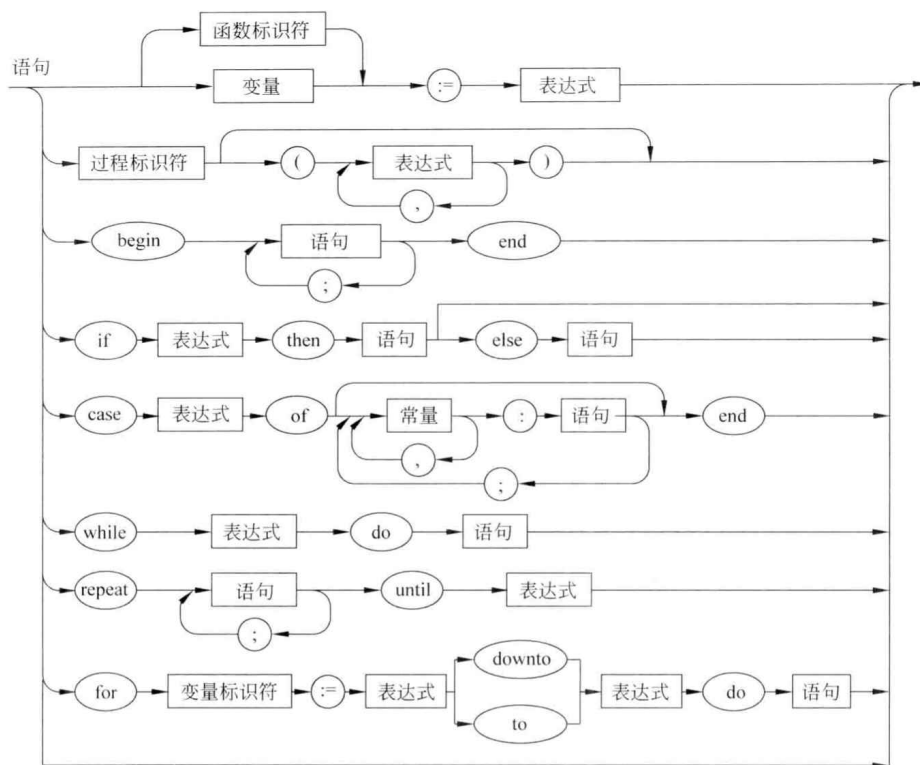 函数标识符
语句
变量 := 表达式
过程标识符 ( 表达式 )
,
begin 语句 end
;
if 表达式 then 语句 else 语句
case 表达式 of 常量 : 语句 end
,
;
while 表达式 do 语句
repeat 语句 until 表达式
;
downto
for 变量标识符 := 表达式 表达式 do 语句
to